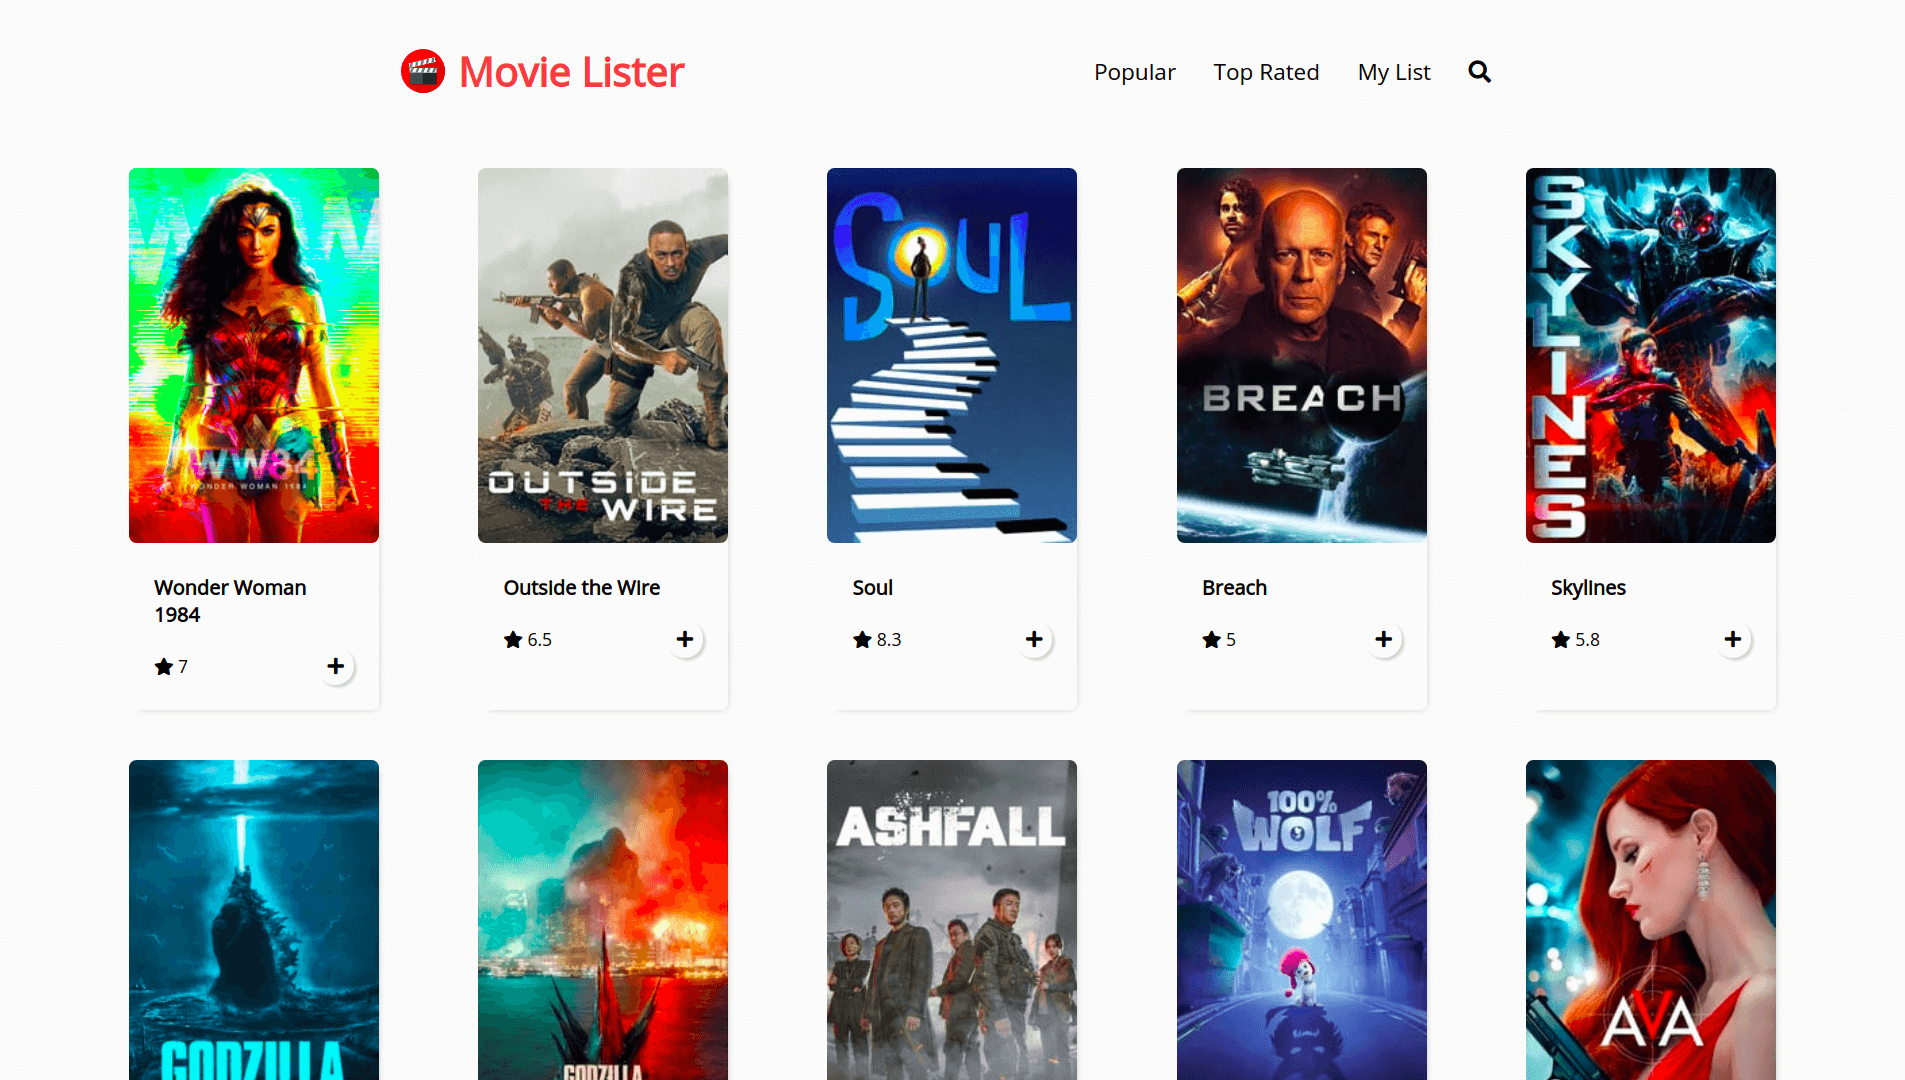 Movie Lister
Popular
Top Rated
My List
WW84
WONDER WOMAN 1984
OUTSIDE
THE WIRE
SOUL
BREACH
SKYLINES
Wonder Woman
1984
Outside the Wire
Soul
Breach
Skylines
7
6.5
8.3
5
5.8
GODZILLA
GODZILLA
ASHFALL
100%
WOLF
AVA